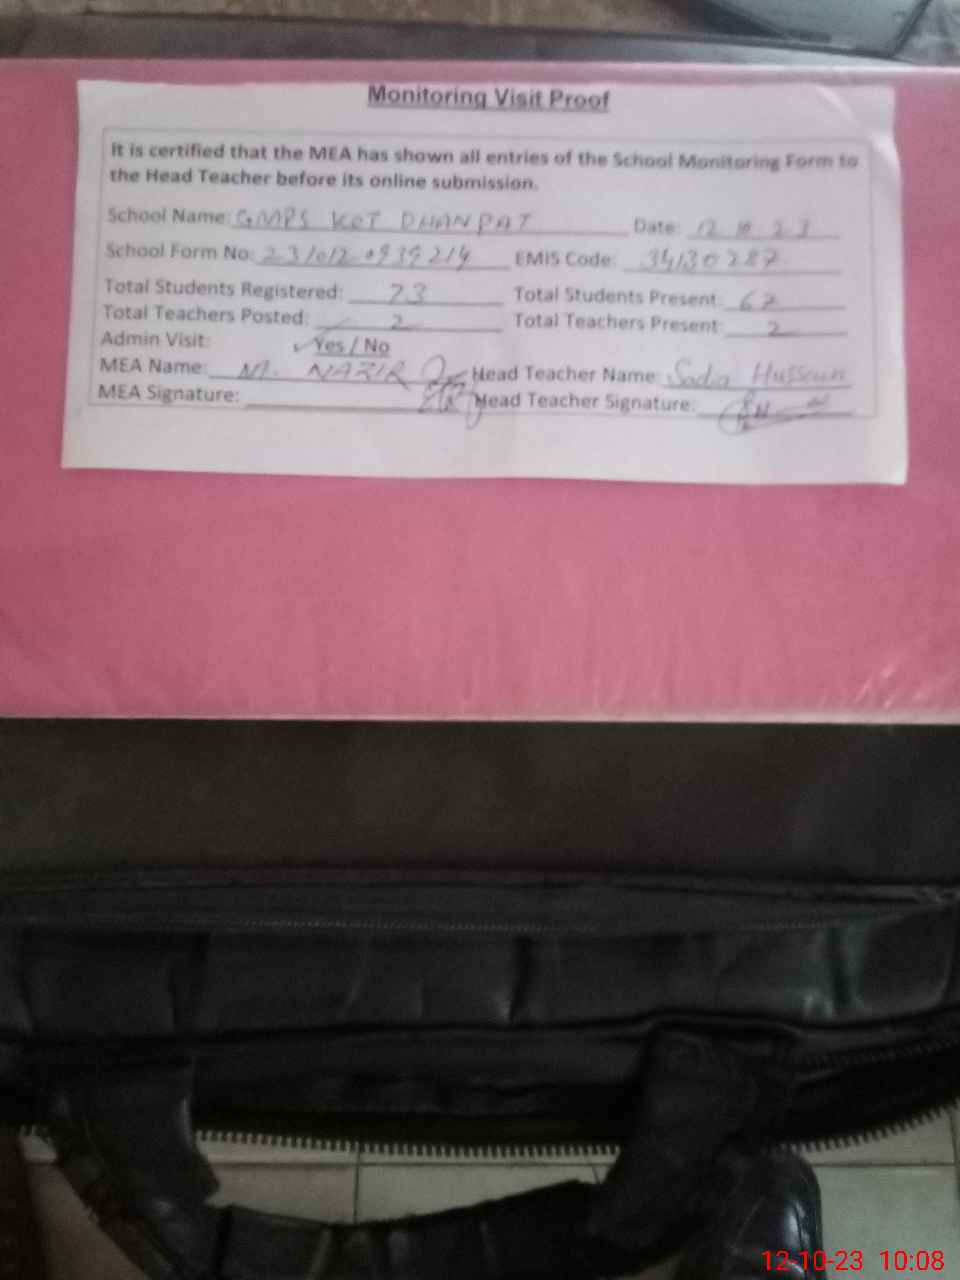 Monitoring Visit Proof
It is certified that the MEA has shown all entries of the School Monitoring Form to
the Head Teacher before its online submission.
School Name: GMPS KOT DHANPAT Date: 12 10 23
School Form No: EMIS Code: 34130287
Total Students Registered: 73 Total Students Present: 67
Total Teachers Posted: 2 Total Teachers Present: 2
Admin Visit: Yes / No
MEA Name: M. NAZIR Head Teacher Name: Sadia Hussain
MEA Signature: Head Teacher Signature:
12-10-23 10:08